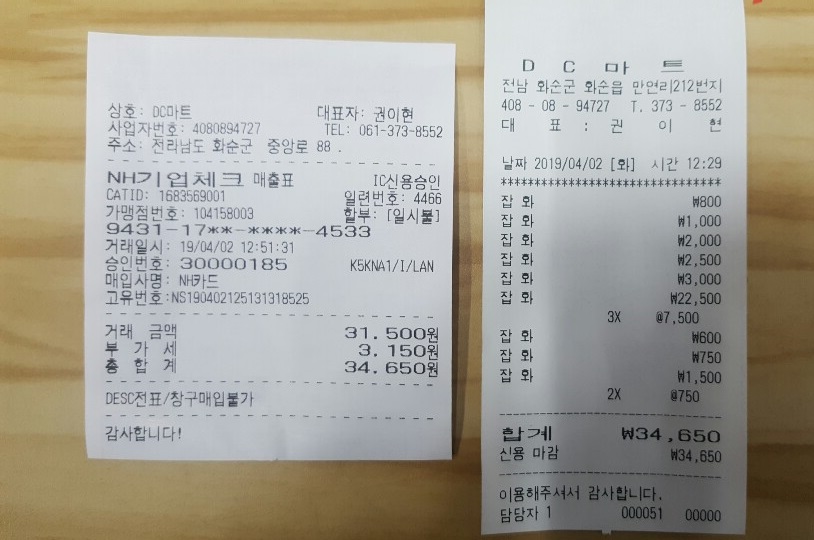 상호: DC마트 대표자: 권이현
사업자번호: 4080894727 TEL: 061-373-8552
주소: 전라남도 화순군 중앙로 88 .
NH기업체크 매출표 IC신용승인
CATID: 1683569001 일련번호: 4466
가맹점번호: 104158003 할부: [일시불]
9431-17**-****-4533
거래일시: 19/04/02 12:51:31
승인번호: 30000185 K5KNA1/I/LAN
매입사명: NH카드
고유번호:NS190402125131318525
거래 금액 31.500원
부 가 세 3.150원
총 합 계 34.650원
DESC전표/창구매입불가
감사합니다!
D C 마 트
전남 화순군 화순읍 만연리212번지
408 - 08 - 94727 T. 373 - 8552
대 표 : 권 이 현
날짜 2019/04/02 [화] 시간 12:29
*********************************
잡 화 ₩800
잡 화 ₩1,000
잡 화 ₩2,000
잡 화 ₩2,500
잡 화 ₩3,000
잡 화 ₩22,500
3X @7,500
잡 화 ₩600
잡 화 ₩750
잡 화 ₩1,500
2X @750
합계 ₩34,650
신용 마감 ₩34,650
이용해주셔서 감사합니다.
담당자 1 000051 00000